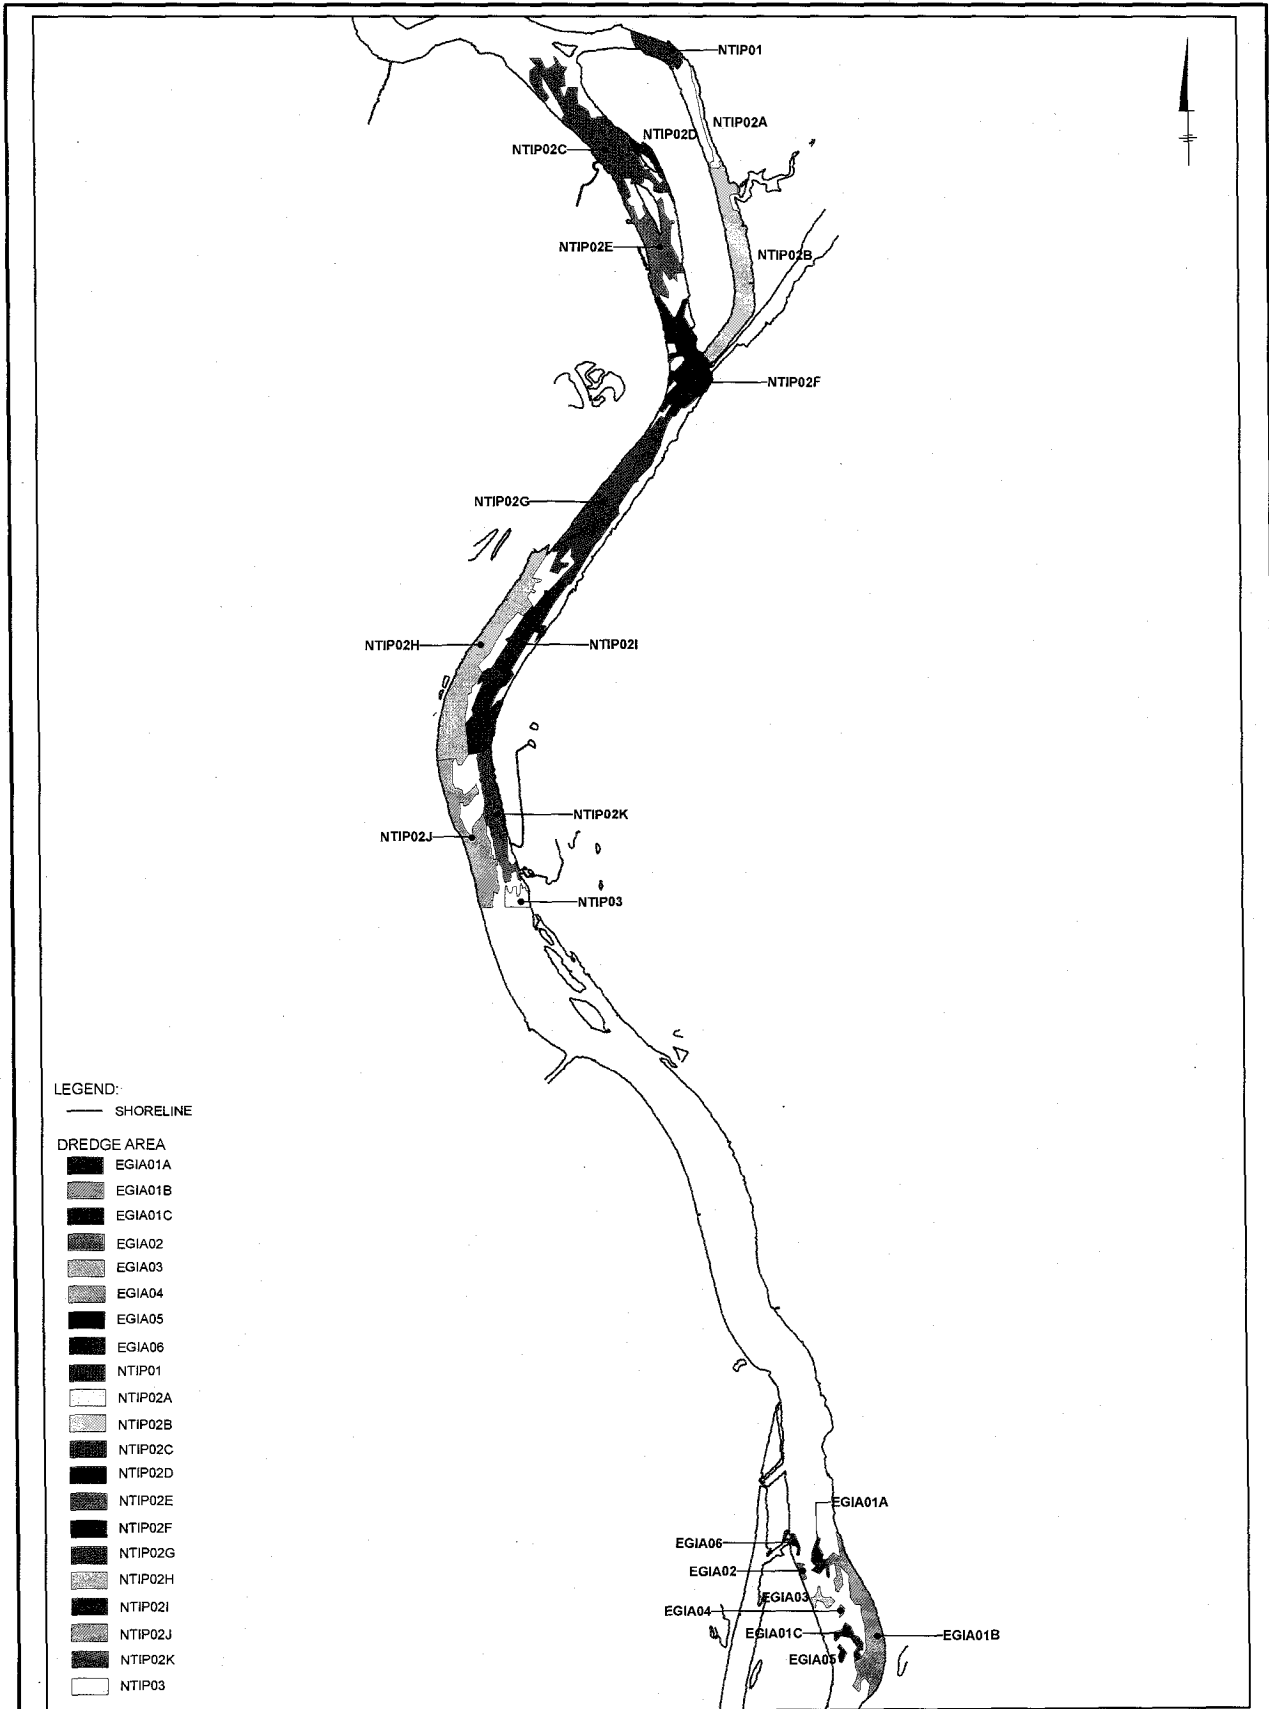 NTIP01
NTIP02A
NTIP02D
NTIP02C
NTIP02E
NTIP02B
NTIP02F
NTIP02G
NTIP02H
NTIP02I
NTIP02K
NTIP02J
NTIP03
LEGEND:
SHORELINE
DREDGE AREA
EGIA01A
EGIA01B
EGIA01C
EGIA02
EGIA03
EGIA04
EGIA05
EGIA06
NTIP01
NTIP02A
NTIP02B
NTIP02C
NTIP02D
NTIP02E
NTIP02F
NTIP02G
NTIP02H
NTIP02I
NTIP02J
NTIP02K
NTIP03
EGIA01A
EGIA06
EGIA02
EGIA03
EGIA04
EGIA01C
EGIA01B
EGIA05